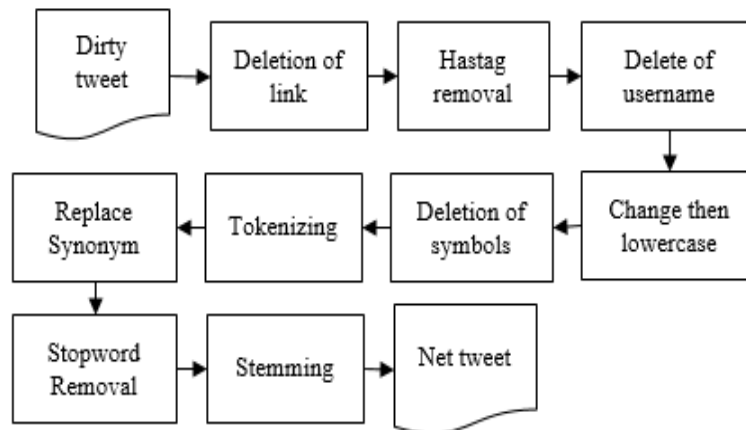 Dirty
tweet
Deletion of
link
Hastag
removal
Delete of
username
Change then
lowercase
Deletion of
symbols
Tokenizing
Replace
Synonym
Stopword
Removal
Stemming
Net tweet